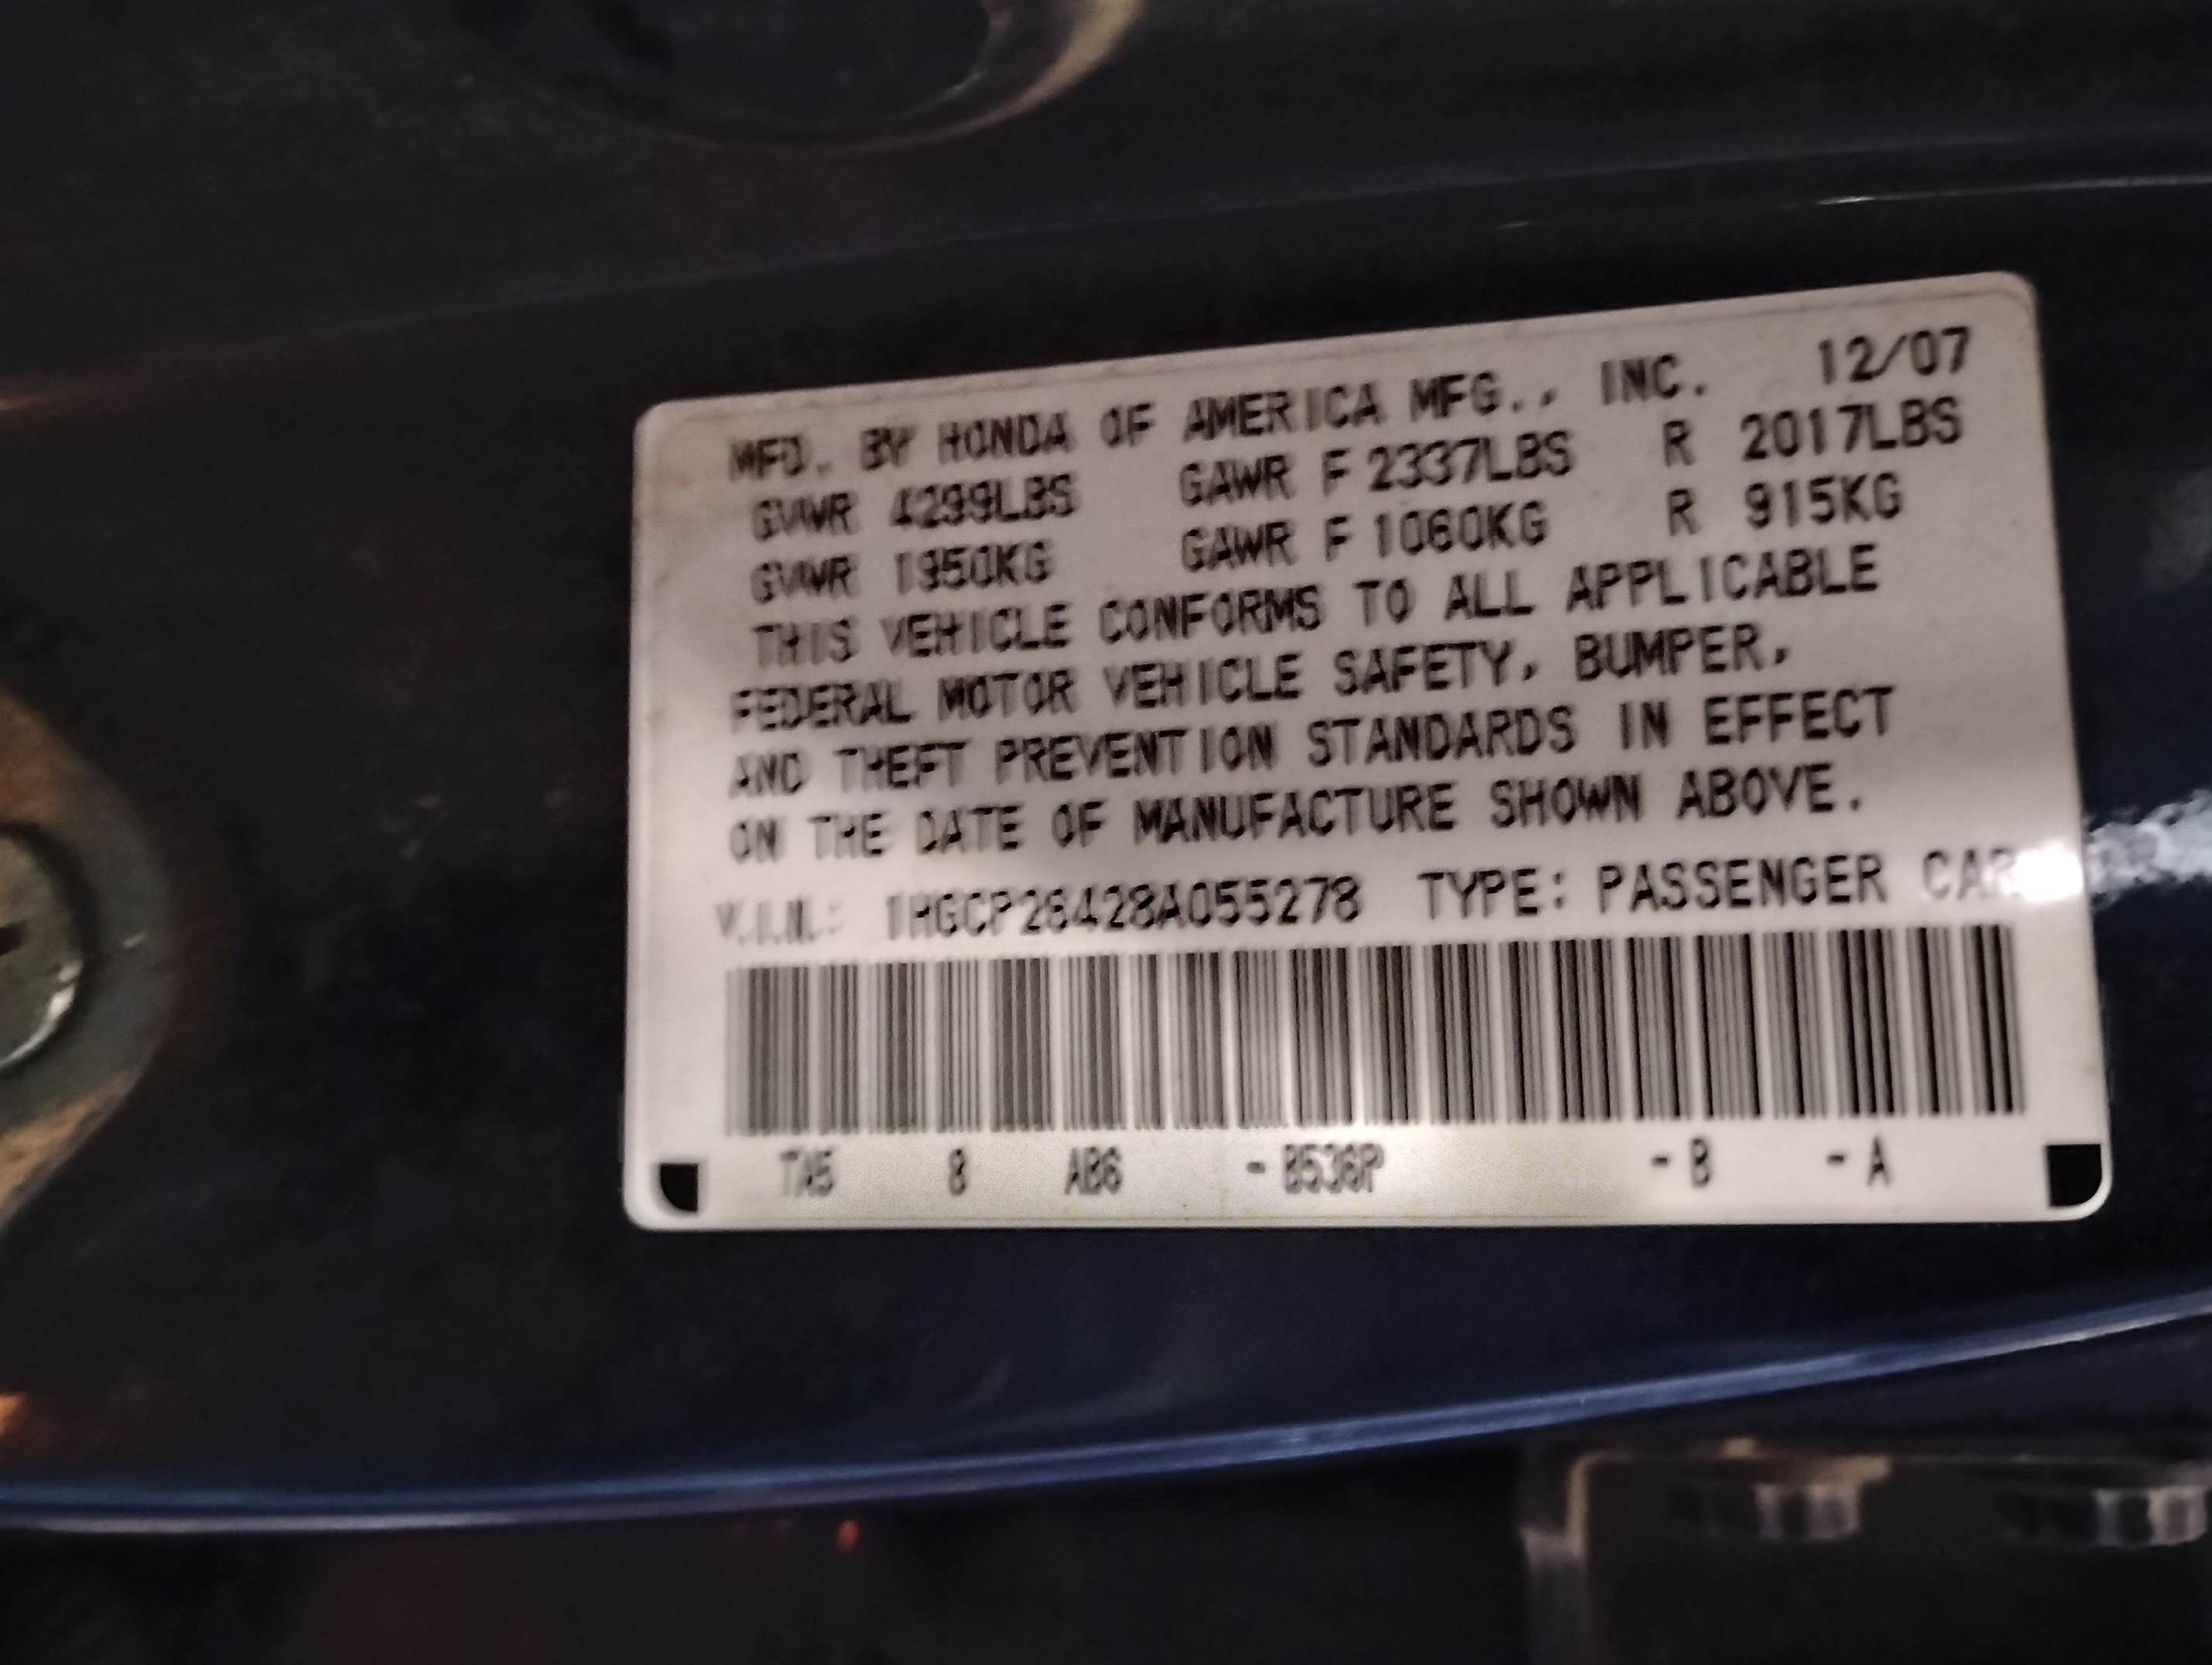 MFD. BY HONDA OF AMERICA MFG., INC. 12/07
GVWR 4299LBS GAWR F 2337LBS R 2017LBS
GVWR 1950KG GAWR F 1060KG R 915KG
THIS VEHICLE CONFORMS TO ALL APPLICABLE
FEDERAL MOTOR VEHICLE SAFETY, BUMPER,
AND THEFT PREVENTION STANDARDS IN EFFECT
ON THE DATE OF MANUFACTURE SHOWN ABOVE.
V.I.N.: 1HGCP26428A055278 TYPE: PASSENGER CAR
TA5 8 AB6 - B536P - B - A